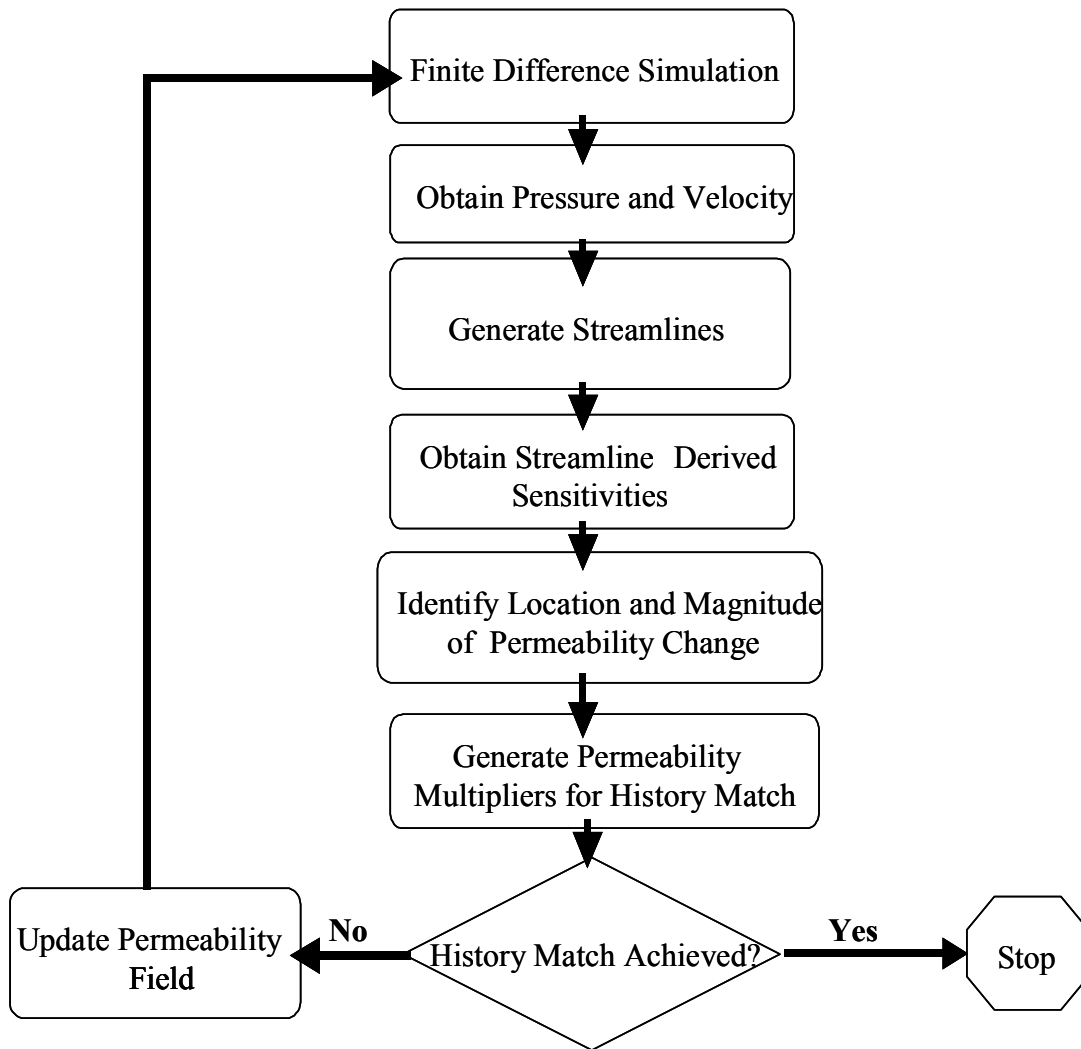 Finite Difference Simulation
Obtain Pressure and Velocity
Generate Streamlines
Obtain Streamline Derived
Sensitivities
Identify Location and Magnitude
of Permeability Change
Generate Permeability
Multipliers for History Match
History Match Achieved?
No
Yes
Update Permeability
Field
Stop